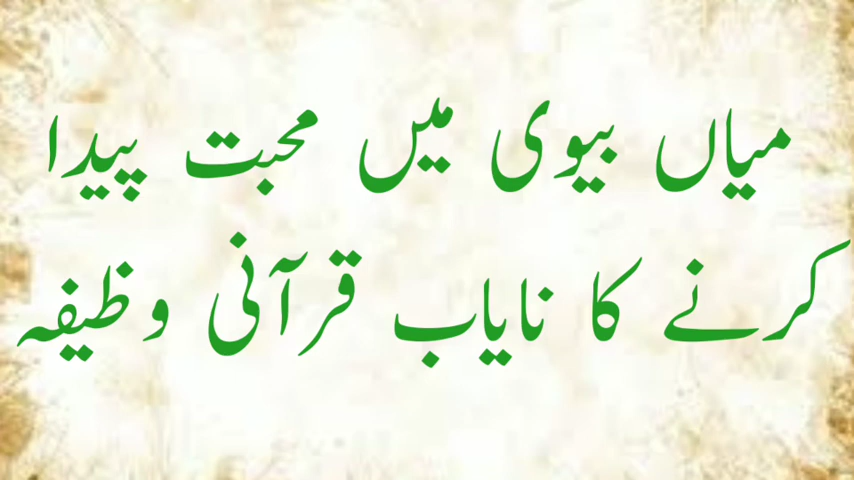 میاں بیوی میں محبت پیدا
کرنے کا نایاب قرآنی وظیفہ